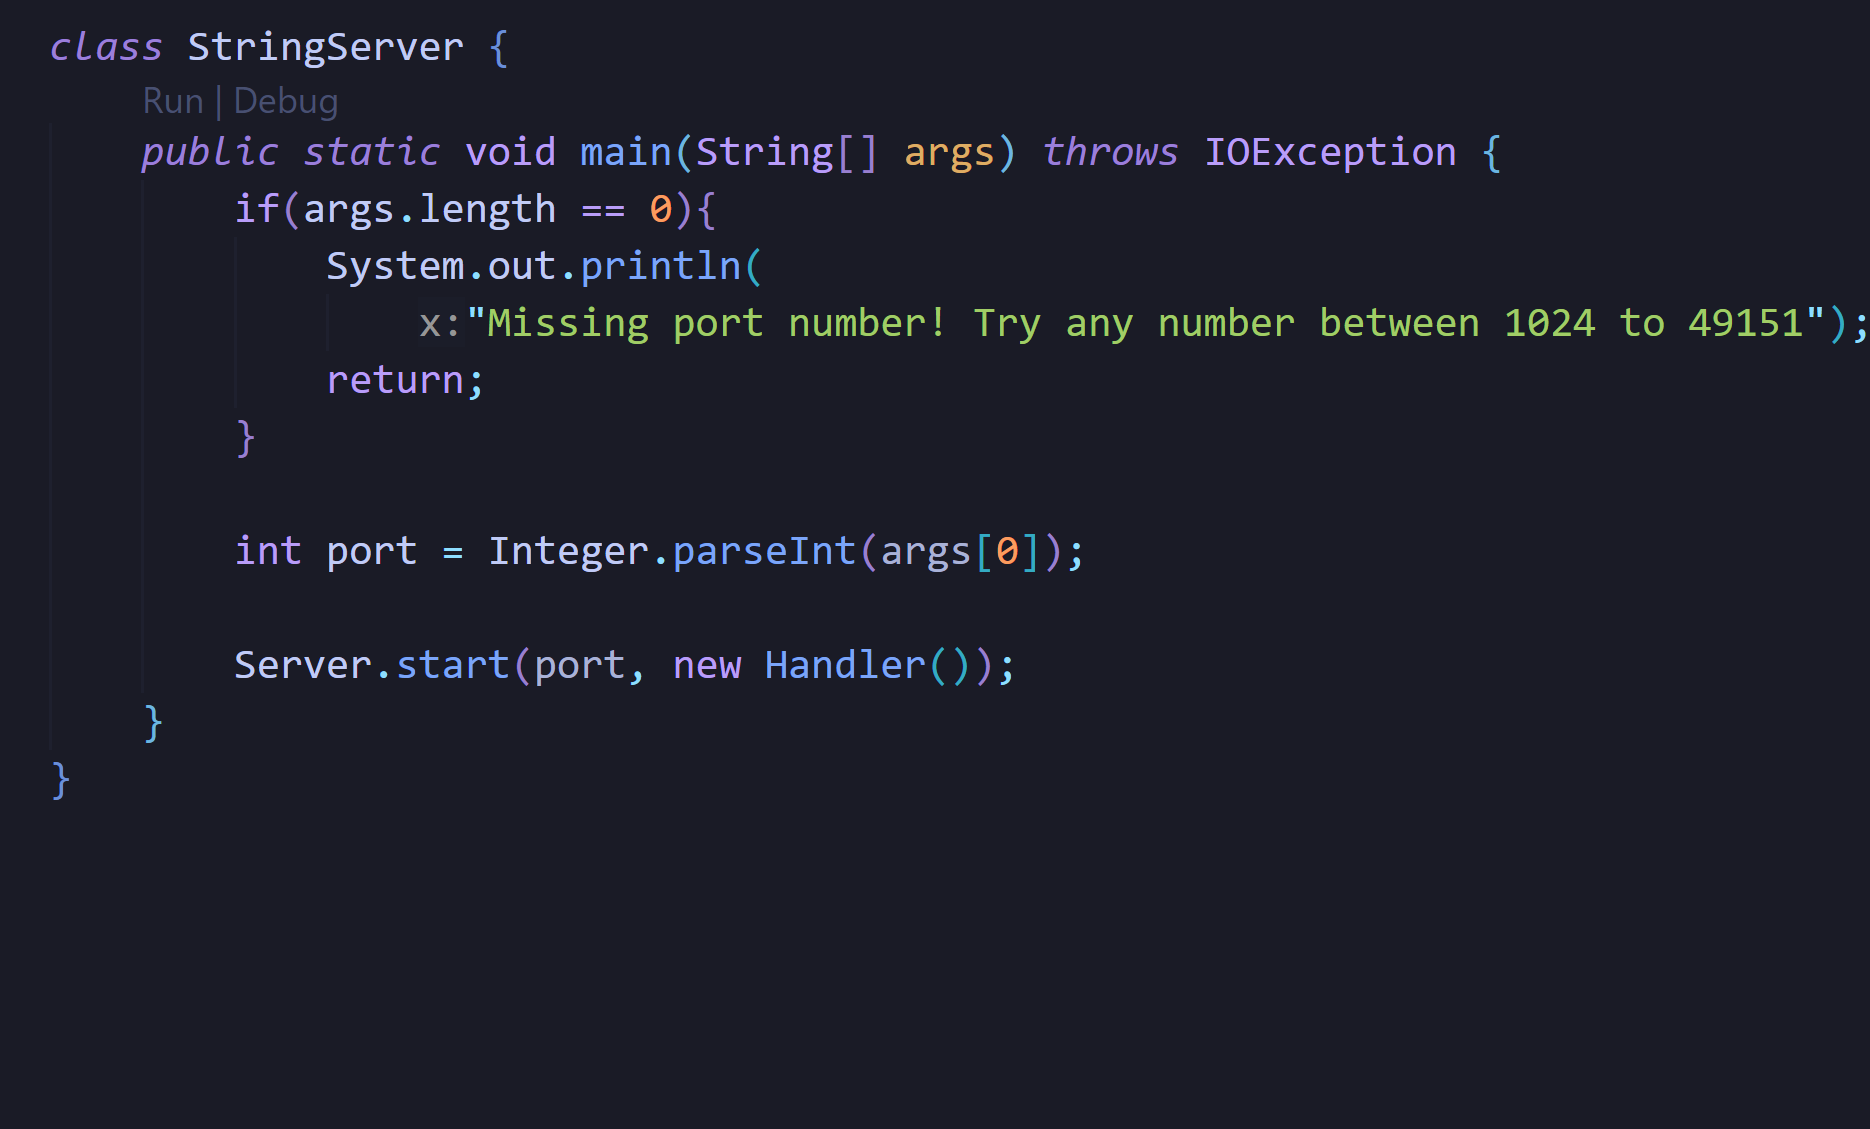 class StringServer {
Run | Debug
public static void main(String[] args) throws IOException {
if(args.length == 0){
System.out.println(
x:"Missing port number! Try any number between 1024 to 49151");
return;
}
int port = Integer.parseInt(args[0]);
Server.start(port, new Handler());
}
}